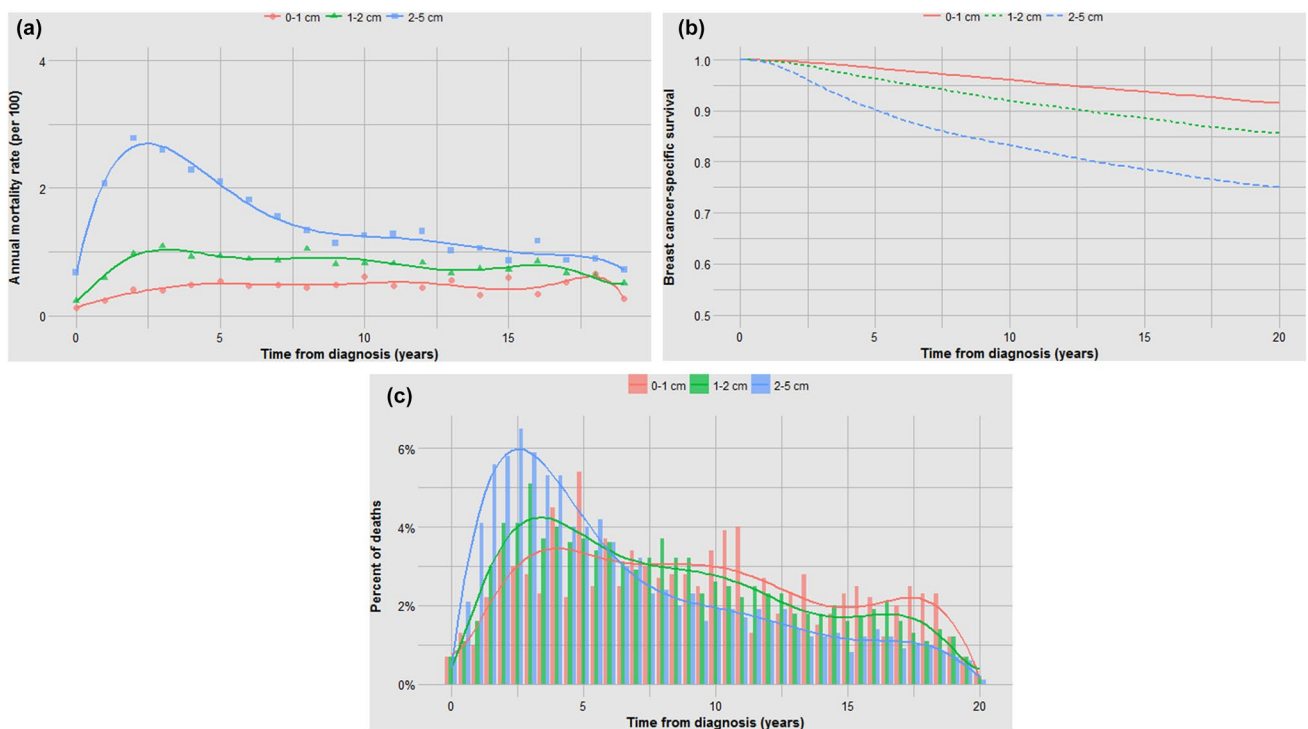 (a)
0-1 cm 1-2 cm 2-5 cm
Annual mortality rate (per 100)
4
2
0
0 5 10 15
Time from diagnosis (years)
(b)
0-1 cm 1-2 cm 2-5 cm
Breast cancer-specific survival
1.0
0.9
0.8
0.7
0.6
0.5
0 5 10 15 20
Time from diagnosis (years)
(c)
0-1 cm 1-2 cm 2-5 cm
Percent of deaths
6%
4%
2%
0%
0 5 10 15 20
Time from diagnosis (years)